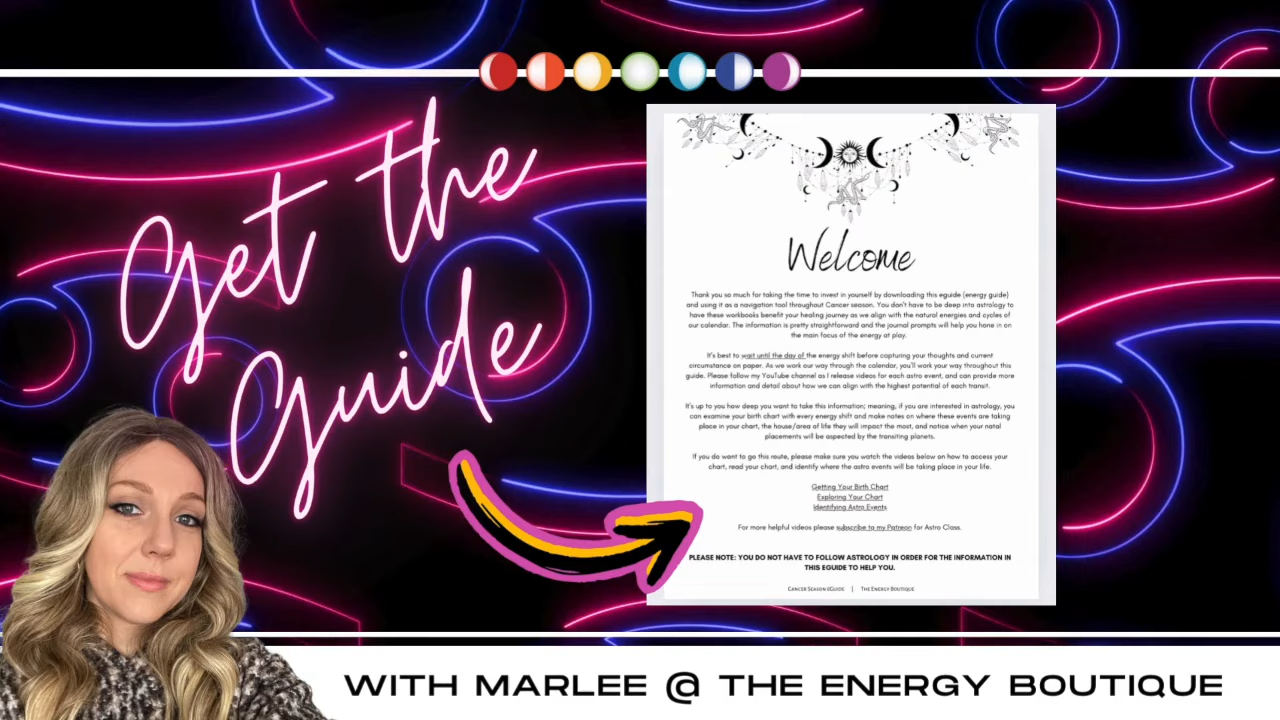 Get the
Guide
Welcome
Thank you so much for taking the time to invest in yourself by downloading this eguide (energy guide)
and using it as a navigation tool throughout Cancer season. You don't have to be deep into astrology to
have these workbooks benefit your healing journey as we align with the natural energies and cycles of
our calendar. The information is pretty straightforward and the journal prompts will help you hone in on
the main focus of the energy at play.
It's best to wait until the day of the energy shift before capturing your thoughts and current
circumstance on paper. As we work our way through the calendar, you'll work your way throughout this
guide. Please follow my YouTube channel as I release videos for each astro event, and can provide more
information and detail about how we can align with the highest potential of each transit.
It's up to you how deep you want to take this information; meaning, if you are interested in astrology, you
can examine your birth chart with every energy shift and make notes on where these events are taking
place in your chart, the house/area of life they will impact the most, and notice when your natal
placements will be aspected by the transiting planets.
If you do want to go this route, please make sure you watch the videos below on how to access your
chart, read your chart, and identify where the astro events will be taking place in your life.
Getting Your Birth Chart
Exploring Your Chart
Identifying Astro Events
For more helpful videos please subscribe to my Patreon for Astro Class.
PLEASE NOTE: YOU DO NOT HAVE TO FOLLOW ASTROLOGY IN ORDER FOR THE INFORMATION IN
THIS EGUIDE TO HELP YOU.
CANCER SEASON EGUIDE | THE ENERGY BOUTIQUE
WITH MARLEE @ THE ENERGY BOUTIQUE